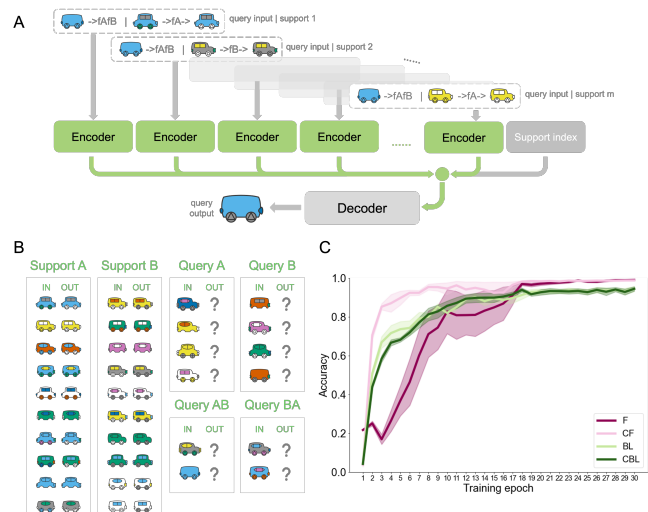 A
->fAfB | ->fA-> query input | support 1
->fAfB | ->fB-> query input | support 2
......
->fAfB | ->fA-> query input | support m
Encoder Encoder Encoder Encoder ...... Encoder Support index
query
output
Decoder
B
Support A Support B Query A Query B
IN OUT IN OUT IN OUT IN OUT
? ?
? ?
? ?
? ?
Query AB Query BA
IN OUT IN OUT
? ?
? ?
C
Accuracy
1.0
0.8
0.6
0.4
0.2
0.0
F
CF
BL
CBL
1 2 3 4 5 6 7 8 9 10 11 12 13 14 15 16 17 18 19 20 21 22 23 24 25 26 27 28 29 30
Training epoch